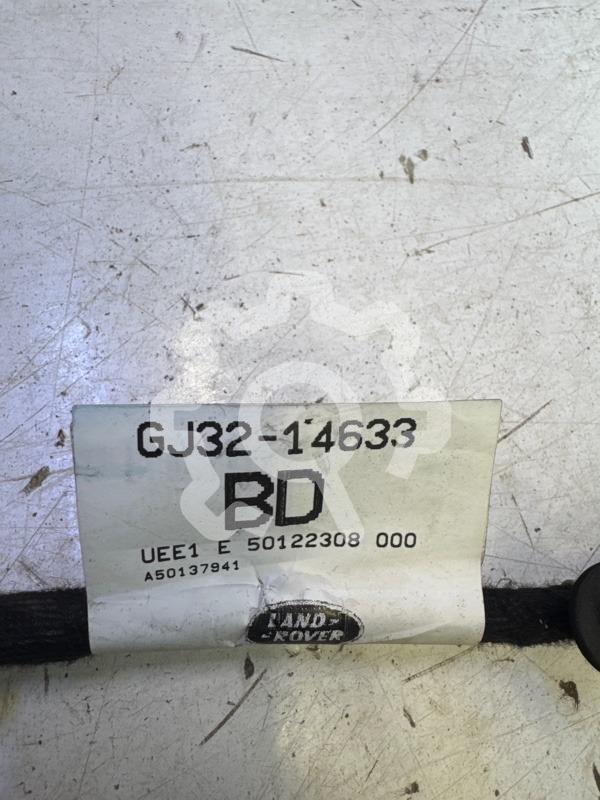 GJ32-14633
BD
UEE1 E 50122308 000
A50137941
LAND-
-ROVER